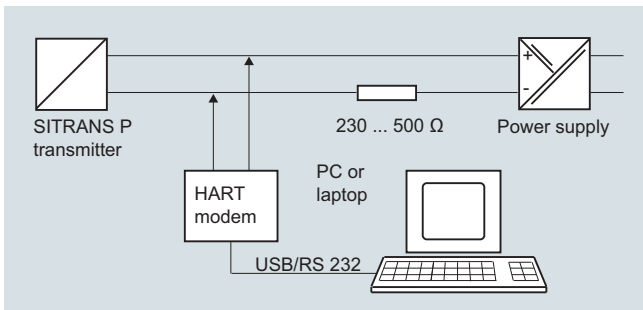 +
-
SITRANS P
transmitter
230 ... 500 Ω
Power supply
PC or
laptop
HART
modem
USB/RS 232